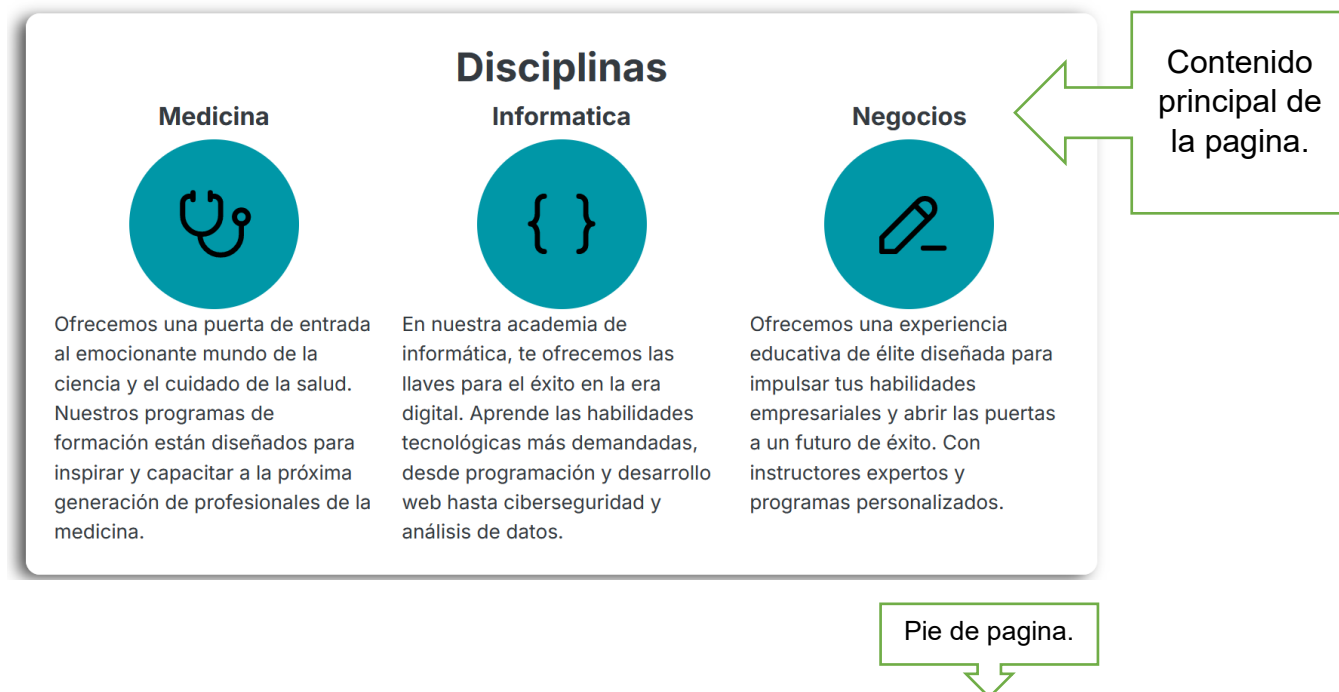 Disciplinas
Medicina
Ofrecemos una puerta de entrada
al emocionante mundo de la
ciencia y el cuidado de la salud.
Nuestros programas de
formación están diseñados para
inspirar y capacitar a la próxima
generación de profesionales de la
medicina.
Informatica
{ }
En nuestra academia de
informática, te ofrecemos las
llaves para el éxito en la era
digital. Aprende las habilidades
tecnológicas más demandadas,
desde programación y desarrollo
web hasta ciberseguridad y
análisis de datos.
Negocios
Ofrecemos una experiencia
educativa de élite diseñada para
impulsar tus habilidades
empresariales y abrir las puertas
a un futuro de éxito. Con
instructores expertos y
programas personalizados.
Contenido
principal de
la pagina.
Pie de pagina.